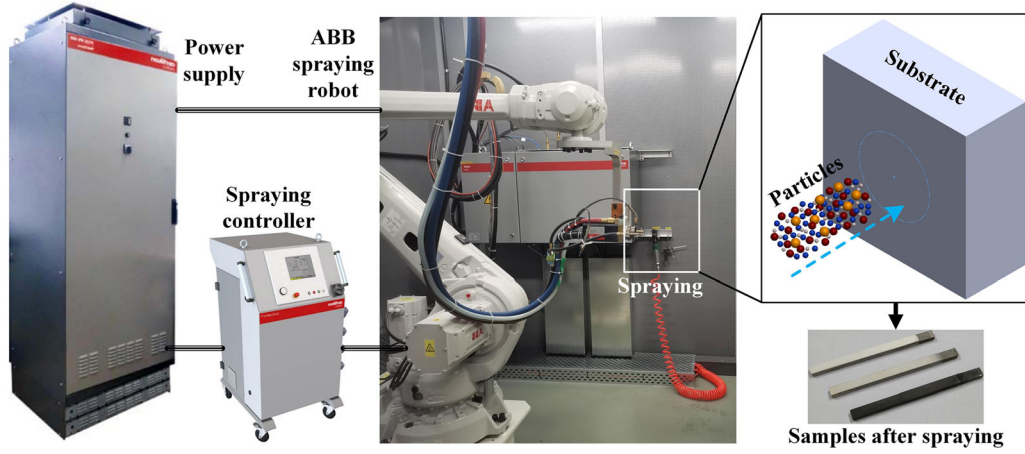 Power
supply
ABB
spraying
robot
Substrate
Particles
Spraying
controller
Spraying
Samples after spraying